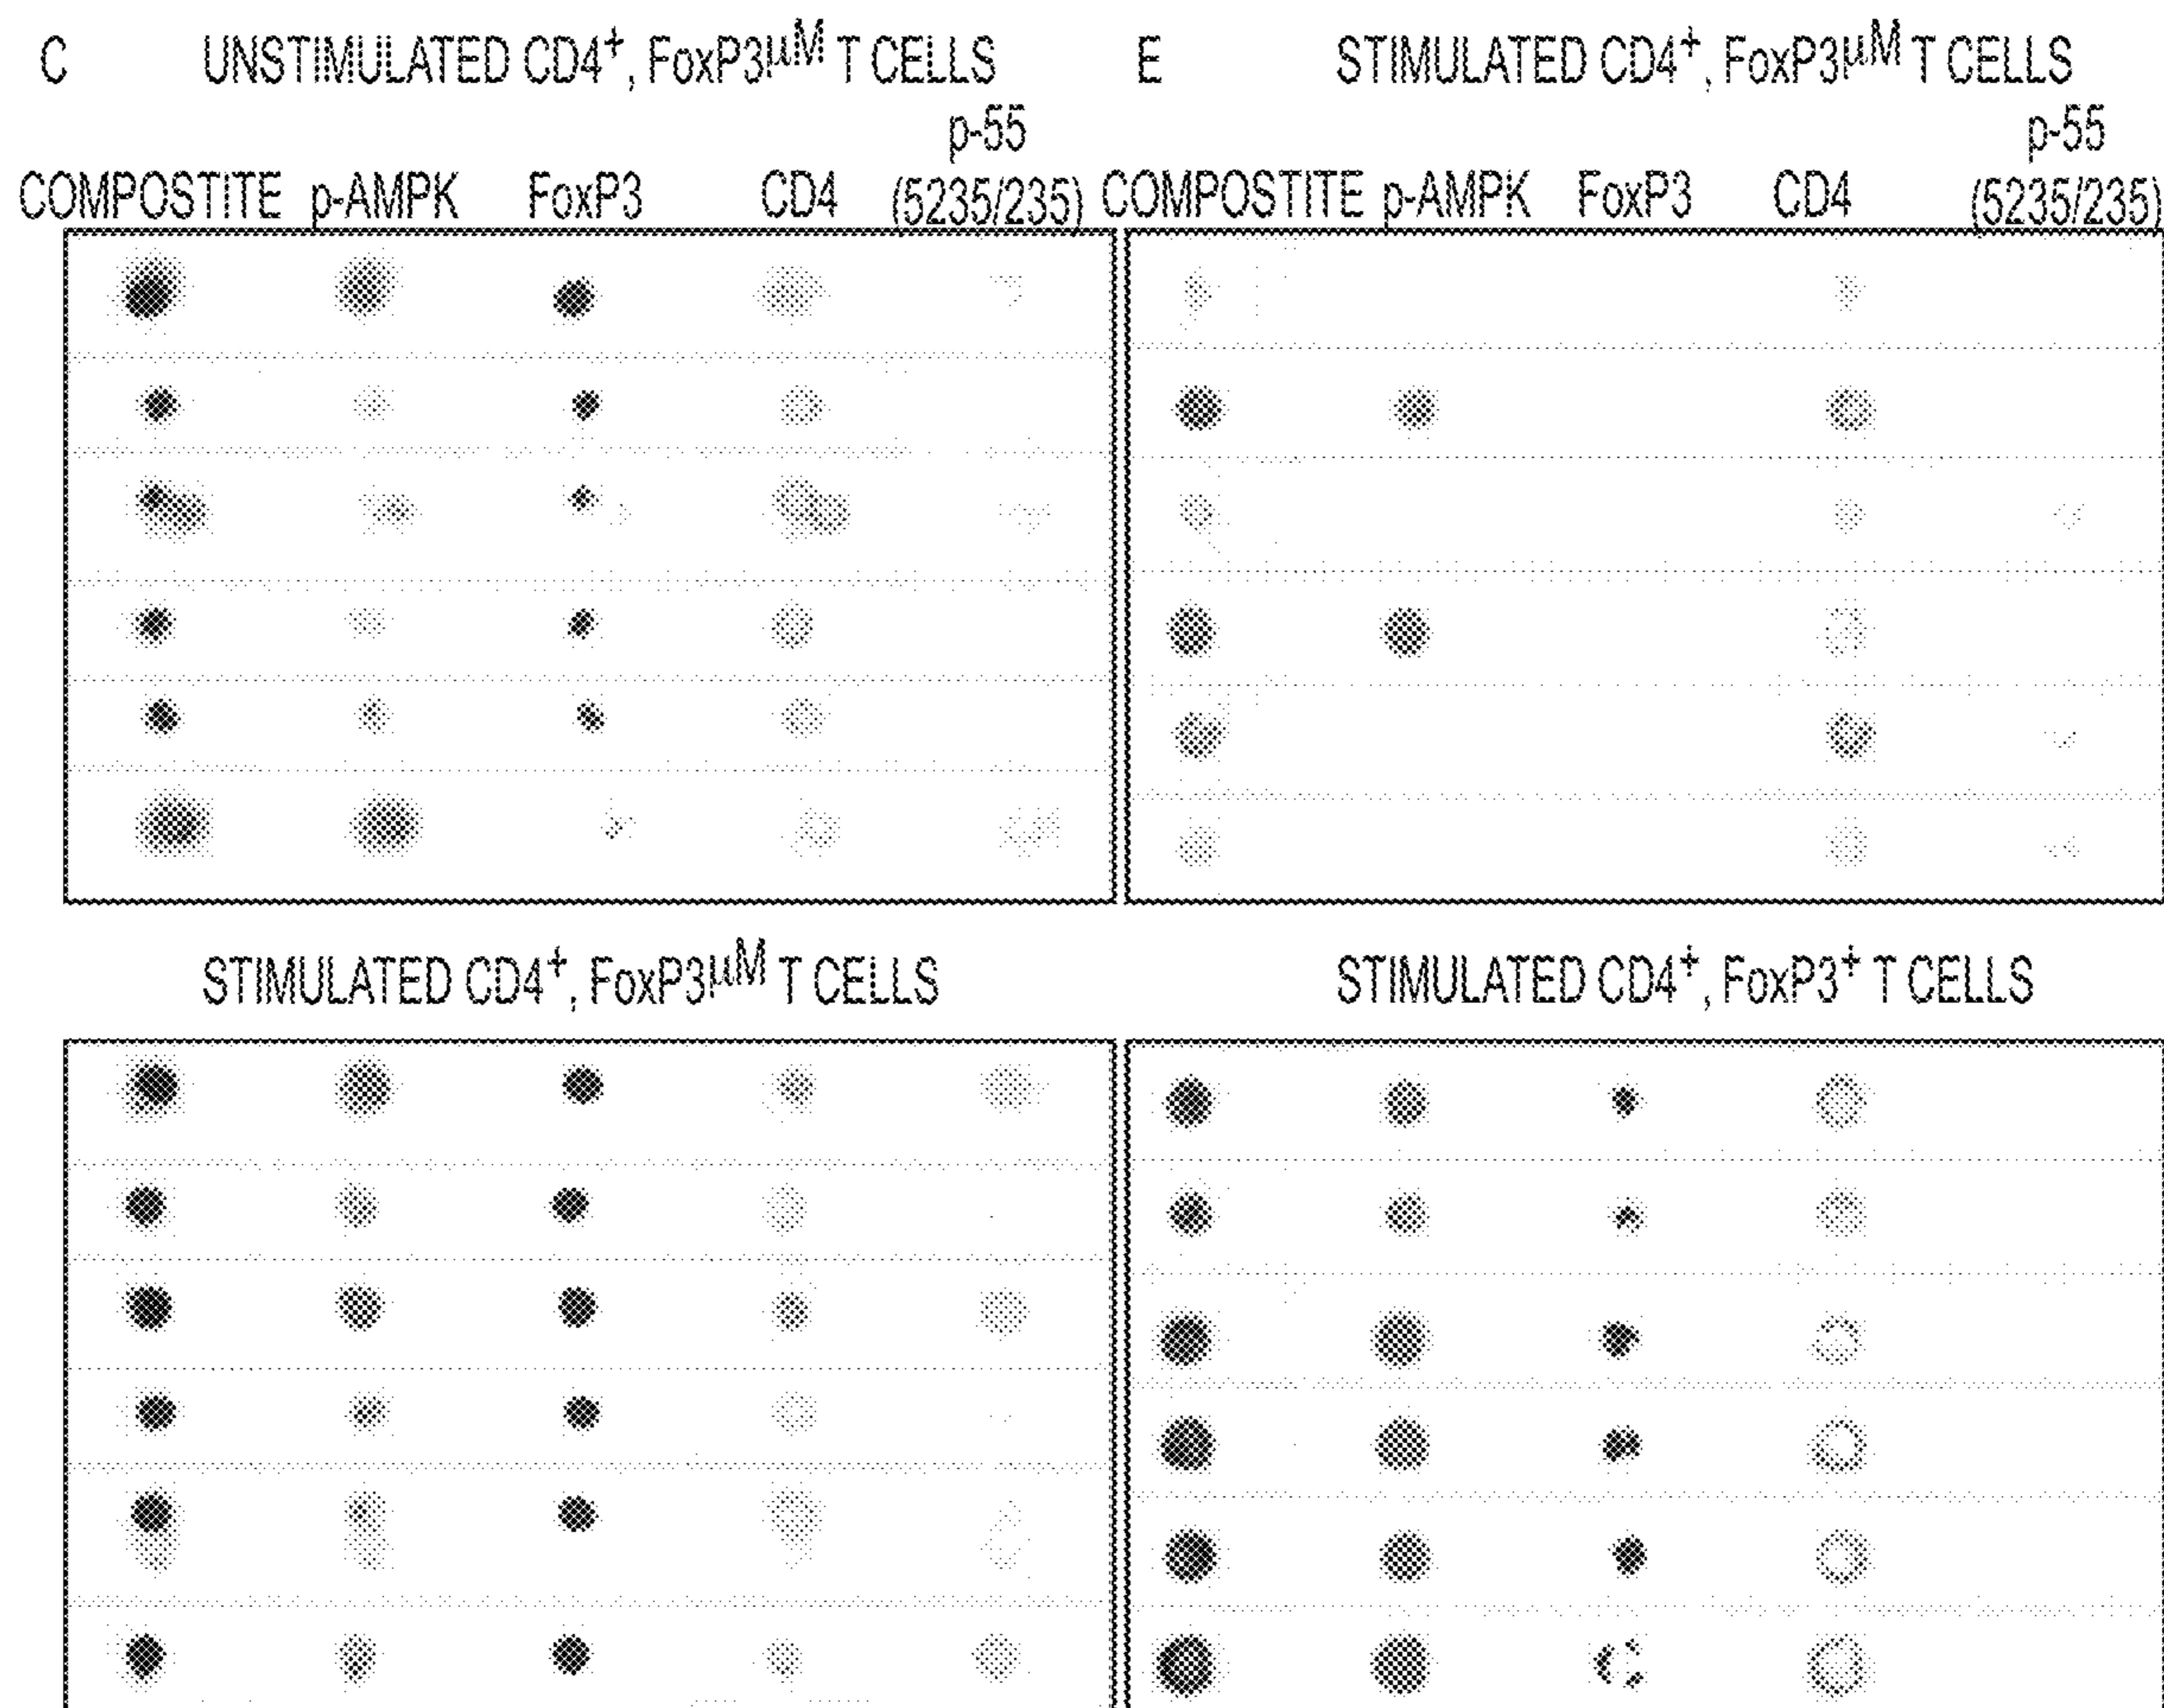 C UNSTIMULATED CD4⁺, FoxP3µM T CELLS
COMPOSTITE p-AMPK FoxP3 CD4 p-55 (5235/235)
E STIMULATED CD4⁺, FoxP3µM T CELLS
COMPOSTITE p-AMPK FoxP3 CD4 p-55 (5235/235)
STIMULATED CD4⁺, FoxP3µM T CELLS
STIMULATED CD4⁺, FoxP3⁺ T CELLS